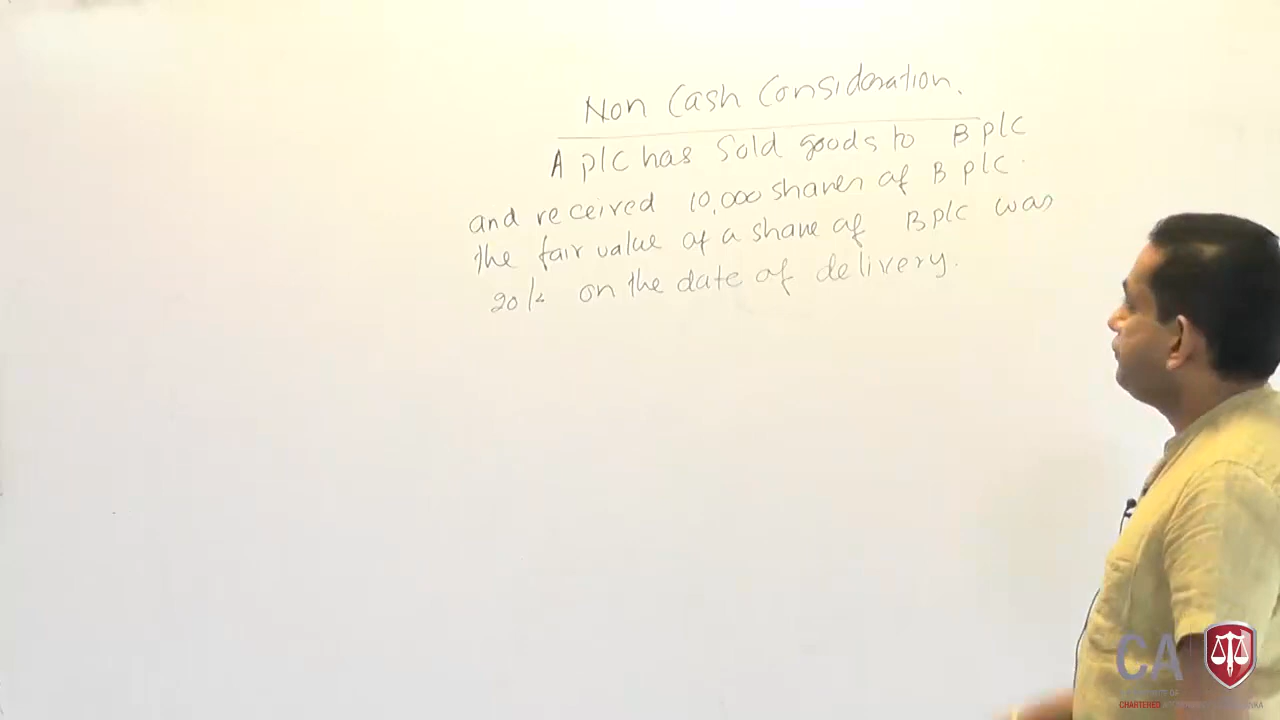 Non Cash Consideration.
A plc has sold goods to B plc
and received 10,000 shares of B plc.
the fair value of a share of B plc was
20/= on the date of delivery.
CA
CHARTERED